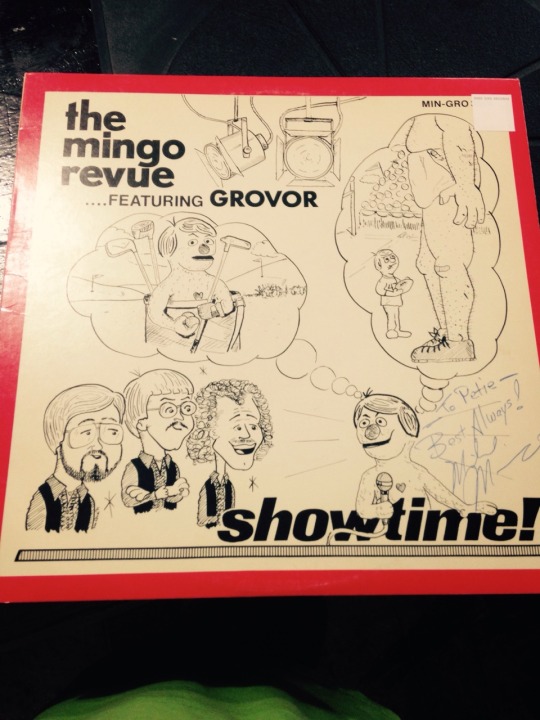 the
mingo
revue
....FEATURING GROVOR
MIN-GRO
To Petie—
Best Always!
showtime!